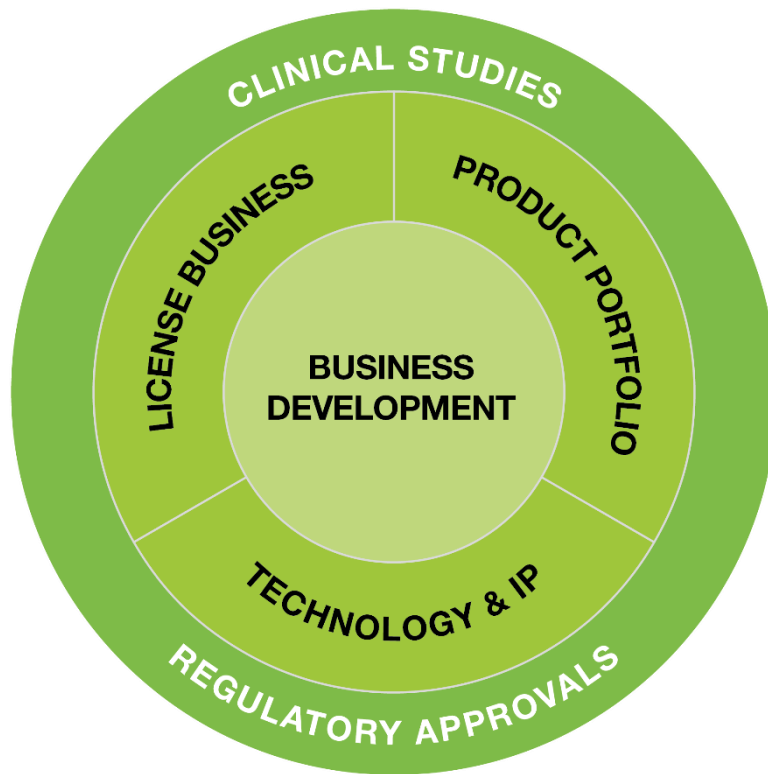 CLINICAL STUDIES
LICENSE BUSINESS
PRODUCT PORTFOLIO
BUSINESS
DEVELOPMENT
TECHNOLOGY & IP
REGULATORY APPROVALS